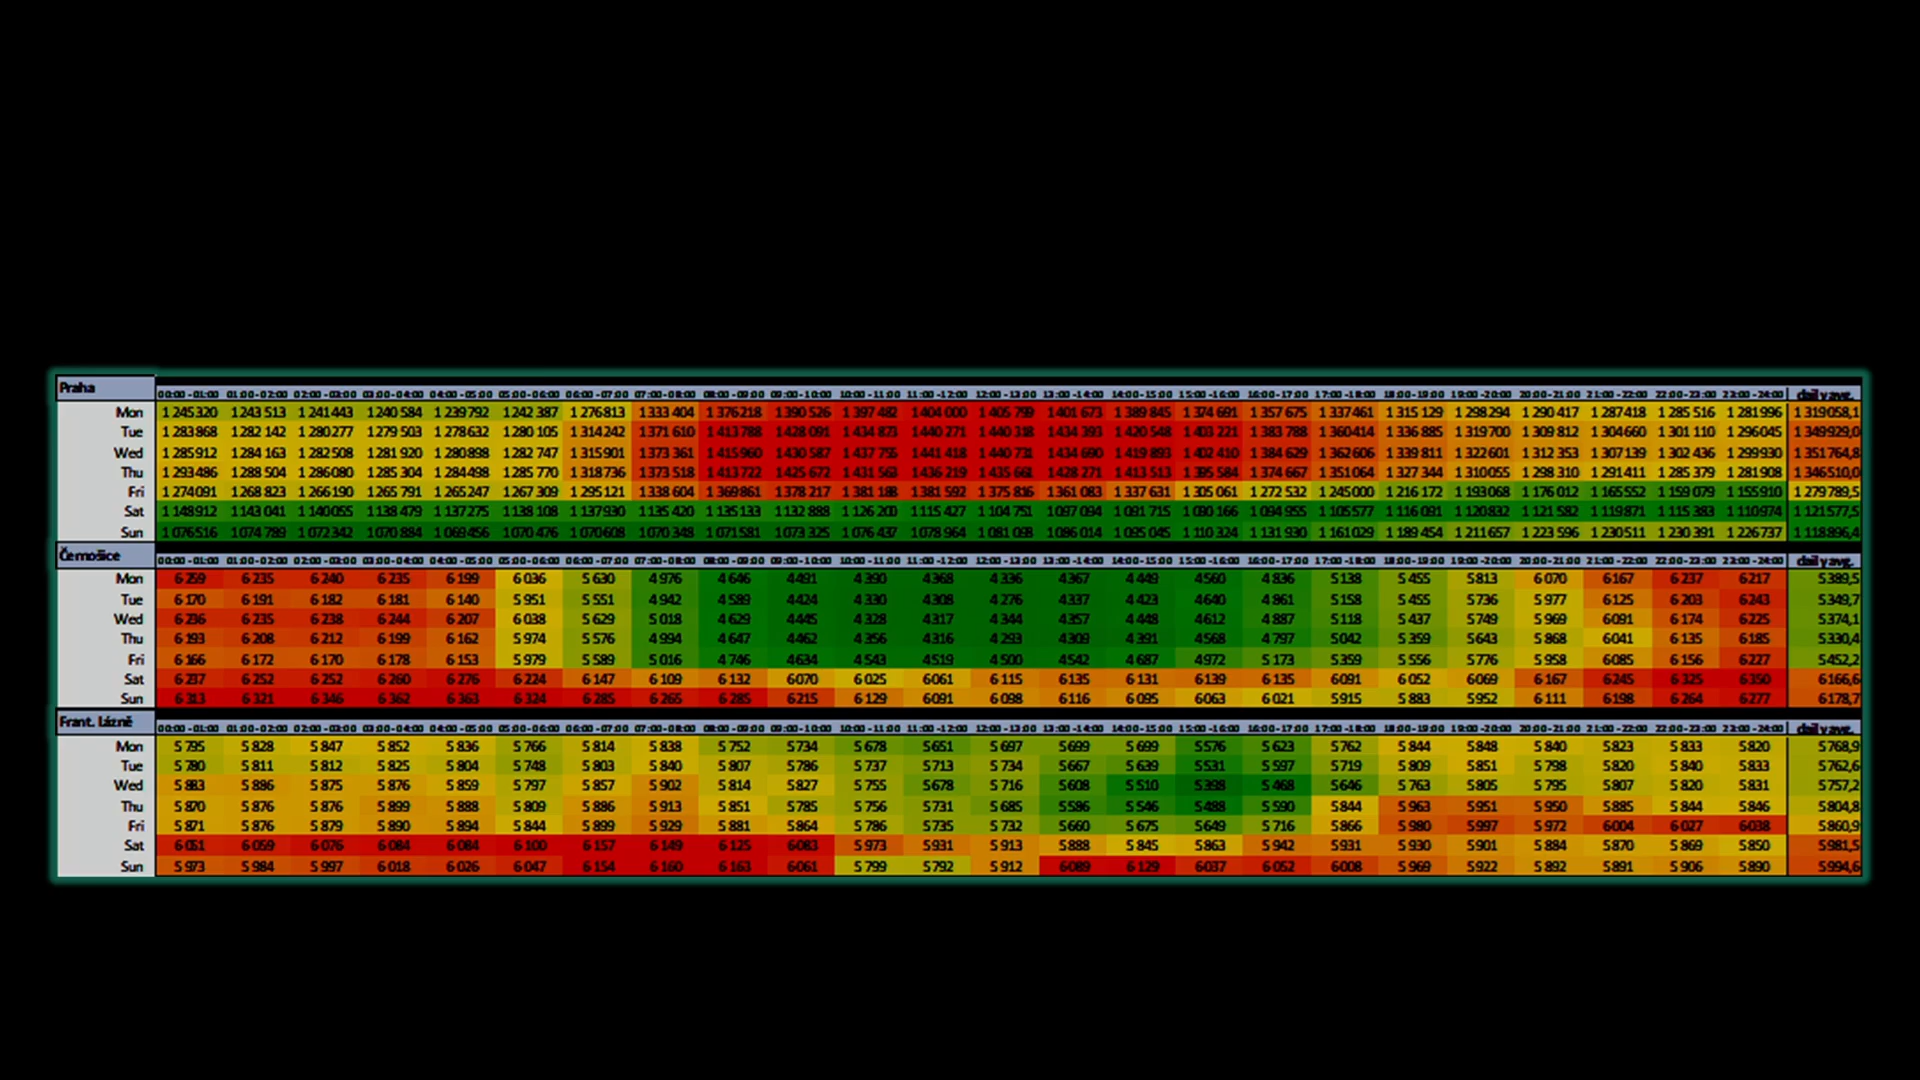 Praha 00:00 - 01:00 01:00 - 02:00 02:00 - 03:00 03:00 - 04:00 04:00 - 05:00 05:00 - 06:00 06:00 - 07:00 07:00 - 08:00 08:00 - 09:00 09:00 - 10:00 10:00 - 11:00 11:00 - 12:00 12:00 - 13:00 13:00 - 14:00 14:00 - 15:00 15:00 - 16:00 16:00 - 17:00 17:00 - 18:00 18:00 - 19:00 19:00 - 20:00 20:00 - 21:00 21:00 - 22:00 22:00 - 23:00 23:00 - 24:00 daily avg.
Mon 1 245 320 1 243 513 1 241 443 1 240 584 1 239 792 1 242 387 1 276 813 1 333 404 1 376 218 1 390 526 1 397 482 1 404 000 1 405 799 1 401 673 1 389 845 1 374 691 1 357 675 1 337 461 1 315 129 1 298 294 1 290 417 1 287 418 1 285 516 1 281 996 1 319 058,1
Tue 1 283 868 1 282 142 1 280 277 1 279 503 1 278 632 1 280 105 1 314 242 1 371 610 1 413 788 1 428 091 1 434 873 1 440 271 1 440 318 1 434 393 1 420 548 1 403 221 1 383 788 1 360 414 1 336 885 1 319 700 1 309 812 1 304 660 1 301 110 1 296 045 1 349 929,0
Wed 1 285 912 1 284 163 1 282 508 1 281 920 1 280 898 1 282 747 1 315 901 1 373 361 1 415 960 1 430 587 1 437 755 1 441 418 1 440 731 1 434 690 1 419 893 1 402 410 1 384 629 1 362 606 1 339 811 1 322 601 1 312 353 1 307 139 1 302 436 1 299 930 1 351 764,8
Thu 1 293 486 1 288 504 1 286 080 1 285 304 1 284 498 1 285 770 1 318 736 1 373 518 1 413 722 1 425 672 1 431 563 1 436 219 1 435 661 1 428 271 1 413 513 1 395 584 1 374 667 1 351 064 1 327 344 1 310 055 1 298 310 1 291 411 1 285 379 1 281 908 1 346 510,0
Fri 1 274 091 1 268 823 1 266 190 1 265 791 1 265 247 1 267 309 1 295 121 1 338 604 1 369 861 1 378 217 1 381 188 1 381 592 1 375 816 1 361 083 1 337 631 1 305 061 1 272 532 1 245 000 1 216 172 1 193 068 1 176 012 1 165 552 1 159 079 1 155 910 1 279 789,5
Sat 1 148 912 1 143 041 1 140 055 1 138 479 1 137 275 1 138 108 1 137 930 1 135 420 1 135 133 1 132 888 1 126 200 1 115 427 1 104 751 1 097 094 1 091 715 1 090 166 1 094 955 1 105 577 1 116 091 1 120 832 1 121 582 1 119 871 1 115 383 1 110 974 1 121 577,5
Sun 1 076 516 1 074 789 1 072 342 1 070 884 1 069 456 1 070 476 1 070 608 1 070 348 1 071 581 1 073 325 1 076 437 1 078 964 1 081 098 1 086 014 1 095 045 1 110 324 1 131 930 1 161 029 1 189 454 1 211 657 1 223 596 1 230 511 1 230 391 1 226 737 1 118 896,4
Černošice 00:00 - 01:00 01:00 - 02:00 02:00 - 03:00 03:00 - 04:00 04:00 - 05:00 05:00 - 06:00 06:00 - 07:00 07:00 - 08:00 08:00 - 09:00 09:00 - 10:00 10:00 - 11:00 11:00 - 12:00 12:00 - 13:00 13:00 - 14:00 14:00 - 15:00 15:00 - 16:00 16:00 - 17:00 17:00 - 18:00 18:00 - 19:00 19:00 - 20:00 20:00 - 21:00 21:00 - 22:00 22:00 - 23:00 23:00 - 24:00 daily avg.
Mon 6 259 6 235 6 240 6 235 6 199 6 036 5 630 4 976 4 646 4 491 4 390 4 368 4 336 4 367 4 449 4 560 4 836 5 138 5 455 5 813 6 070 6 167 6 237 6 217 5 389,5
Tue 6 170 6 191 6 182 6 181 6 140 5 951 5 551 4 942 4 589 4 424 4 330 4 308 4 276 4 337 4 423 4 640 4 861 5 158 5 455 5 736 5 977 6 125 6 203 6 243 5 349,7
Wed 6 236 6 235 6 238 6 244 6 207 6 038 5 629 5 018 4 629 4 445 4 328 4 317 4 344 4 357 4 448 4 612 4 887 5 118 5 437 5 749 5 969 6 091 6 174 6 225 5 374,1
Thu 6 193 6 208 6 212 6 199 6 162 5 974 5 576 4 994 4 647 4 462 4 356 4 316 4 293 4 309 4 391 4 568 4 797 5 042 5 359 5 643 5 868 6 041 6 135 6 185 5 330,4
Fri 6 166 6 172 6 170 6 178 6 153 5 979 5 589 5 016 4 746 4 634 4 543 4 519 4 500 4 542 4 687 4 972 5 173 5 359 5 556 5 776 5 958 6 085 6 156 6 227 5 452,2
Sat 6 237 6 252 6 252 6 260 6 276 6 224 6 147 6 109 6 132 6 070 6 025 6 061 6 115 6 135 6 131 6 139 6 135 6 091 6 052 6 069 6 167 6 245 6 325 6 350 6 166,6
Sun 6 313 6 321 6 346 6 362 6 363 6 324 6 285 6 265 6 285 6 215 6 129 6 091 6 098 6 116 6 095 6 063 6 021 5 915 5 883 5 952 6 111 6 198 6 264 6 277 6 178,7
Frant. Lázně 00:00 - 01:00 01:00 - 02:00 02:00 - 03:00 03:00 - 04:00 04:00 - 05:00 05:00 - 06:00 06:00 - 07:00 07:00 - 08:00 08:00 - 09:00 09:00 - 10:00 10:00 - 11:00 11:00 - 12:00 12:00 - 13:00 13:00 - 14:00 14:00 - 15:00 15:00 - 16:00 16:00 - 17:00 17:00 - 18:00 18:00 - 19:00 19:00 - 20:00 20:00 - 21:00 21:00 - 22:00 22:00 - 23:00 23:00 - 24:00 daily avg.
Mon 5 795 5 828 5 847 5 852 5 836 5 766 5 814 5 838 5 752 5 734 5 678 5 651 5 697 5 699 5 699 5 576 5 623 5 762 5 844 5 848 5 840 5 823 5 833 5 820 5 768,9
Tue 5 780 5 811 5 812 5 825 5 804 5 748 5 803 5 840 5 807 5 786 5 737 5 713 5 734 5 667 5 639 5 531 5 597 5 719 5 809 5 851 5 798 5 820 5 840 5 833 5 762,6
Wed 5 883 5 886 5 875 5 876 5 859 5 797 5 857 5 902 5 814 5 827 5 755 5 678 5 716 5 608 5 510 5 398 5 468 5 646 5 763 5 805 5 795 5 807 5 820 5 831 5 757,2
Thu 5 870 5 876 5 876 5 899 5 888 5 809 5 886 5 913 5 851 5 785 5 756 5 731 5 685 5 586 5 546 5 488 5 590 5 844 5 963 5 951 5 950 5 885 5 844 5 846 5 804,8
Fri 5 871 5 876 5 879 5 890 5 894 5 844 5 899 5 929 5 881 5 864 5 786 5 735 5 732 5 660 5 675 5 649 5 716 5 866 5 980 5 997 5 972 6 004 6 027 6 038 5 860,9
Sat 6 051 6 059 6 076 6 084 6 084 6 100 6 157 6 149 6 125 6 083 5 973 5 931 5 913 5 888 5 845 5 863 5 942 5 931 5 930 5 901 5 884 5 870 5 869 5 850 5 981,5
Sun 5 973 5 984 5 997 6 018 6 026 6 047 6 154 6 160 6 163 6 061 5 799 5 792 5 912 6 089 6 129 6 037 6 052 6 008 5 969 5 922 5 892 5 891 5 906 5 890 5 994,6